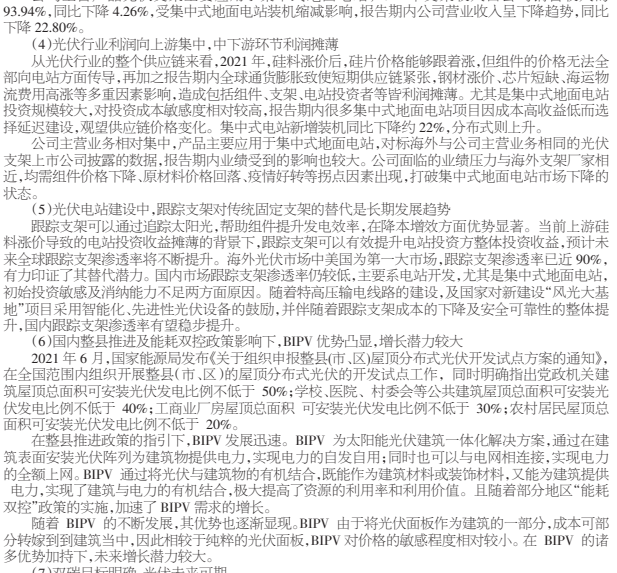 93.94%,同比下降 4.26%,受集中式地面电站装机缩减影响,报告期内公司营业收入呈下降趋势,同比
下降 22.80%。
(4)光伏行业利润向上游集中,中下游环节利润摊薄
从光伏行业的整个供应链来看,2021 年,硅料涨价后,硅片价格能够跟着涨,但组件的价格无法全
部向电站方面传导,再加之报告期内全球通货膨胀致使短期供应链紧张,钢材涨价、芯片短缺、海运物
流费用高涨等多重因素影响,造成包括组件、支架、电站投资者等皆利润摊薄。尤其是集中式地面电站
投资规模较大,对投资成本敏感度相对较高,报告期内很多集中式地面电站项目因成本高收益低而选
择延迟建设,观望供应链价格变化。集中式电站新增装机同比下降约 22%,分布式则上升。
公司主营业务相对集中,产品主要应用于集中式地面电站,对标海外与公司主营业务相同的光伏
支架上市公司披露的数据,报告期内业绩受到的影响也较大。公司面临的业绩压力与海外支架厂家相
近,均需组件价格下降、原材料价格回落、疫情好转等拐点因素出现,打破集中式地面电站市场下降的
状态。
(5)光伏电站建设中,跟踪支架对传统固定支架的替代是长期发展趋势
跟踪支架可以通过追踪太阳光,帮助组件提升发电效率,在降本增效方面优势显著。当前上游硅
料涨价导致的电站投资收益摊薄的背景下,跟踪支架可以有效提升电站投资方整体投资收益,预计未
来全球跟踪支架渗透率将不断提升。海外光伏市场中美国为第一大市场,跟踪支架渗透率已近 90%,
有力印证了其替代潜力。国内市场跟踪支架渗透率仍较低,主要系电站开发,尤其是集中式地面电站,
初始投资敏感及消纳能力不足两方面原因。随着特高压输电线路的建设,及国家对新建设“风光大基
地”项目采用智能化、先进性光伏设备的鼓励,并伴随着跟踪支架成本的下降及安全可靠性的整体提
升,国内跟踪支架渗透率有望稳步提升。
(6)国内整县推进及能耗双控政策影响下,BIPV 优势凸显,增长潜力较大
2021 年 6 月,国家能源局发布《关于组织申报整县(市、区)屋顶分布式光伏开发试点方案的通知》,
在全国范围内组织开展整县(市、区)的屋顶分布式光伏的开发试点工作, 同时明确指出党政机关建
筑屋顶总面积可安装光伏发电比例不低于 50%;学校、医院、村委会等公共建筑屋顶总面积可安装光
伏发电比例不低于 40%;工商业厂房屋顶总面积 可安装光伏发电比例不低于 30%;农村居民屋顶总
面积可安装光伏发电比例不低于 20%。
在整县推进政策的指引下,BIPV 发展迅速。BIPV 为太阳能光伏建筑一体化解决方案,通过在建
筑表面安装光伏阵列为建筑物提供电力,实现电力的自发自用;同时也可以与电网相连接,实现电力
的全额上网。BIPV 通过将光伏与建筑物的有机结合,既能作为建筑材料或装饰材料,又能为建筑提供
电力,实现了建筑与电力的有机结合,极大提高了资源的利用率和利用价值。且随着部分地区“能耗
双控”政策的实施,加速了 BIPV 需求的增长。
随着 BIPV 的不断发展,其优势也逐渐显现。BIPV 由于将光伏面板作为建筑的一部分,成本可部
分转嫁到到建筑当中,因此相较于纯粹的光伏面板,BIPV 对价格的敏感程度相对较小。在 BIPV 的诸
多优势加持下,未来增长潜力较大。